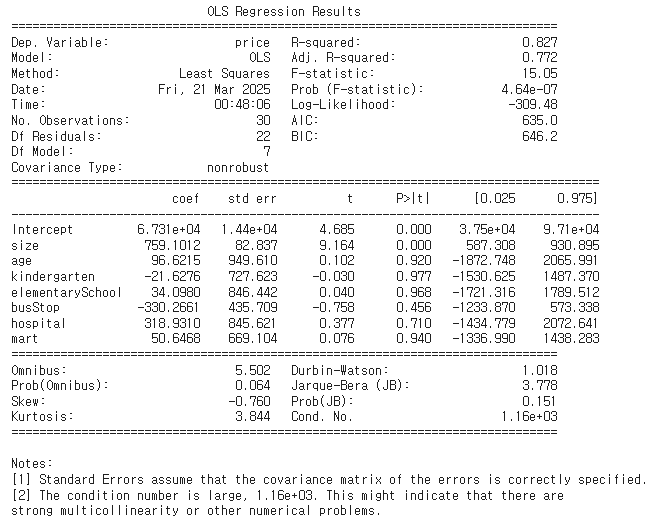 OLS Regression Results
==============================================================================
Dep. Variable: price R-squared: 0.827
Model: OLS Adj. R-squared: 0.772
Method: Least Squares F-statistic: 15.05
Date: Fri, 21 Mar 2025 Prob (F-statistic): 4.64e-07
Time: 00:48:06 Log-Likelihood: -309.48
No. Observations: 30 AIC: 635.0
Df Residuals: 22 BIC: 646.2
Df Model: 7
Covariance Type: nonrobust
====================================================================================
coef std err t P>|t| [0.025 0.975]
------------------------------------------------------------------------------------
Intercept 6.731e+04 1.44e+04 4.685 0.000 3.75e+04 9.71e+04
size 759.1012 82.837 9.164 0.000 587.308 930.895
age 96.6215 949.610 0.102 0.920 -1872.748 2065.991
kindergarten -21.6276 727.623 -0.030 0.977 -1530.625 1487.370
elementarySchool 34.0980 846.442 0.040 0.968 -1721.316 1789.512
busStop -330.2661 435.709 -0.758 0.456 -1233.870 573.338
hospital 318.9310 845.621 0.377 0.710 -1434.779 2072.641
mart 50.6468 669.104 0.076 0.940 -1336.990 1438.283
==============================================================================
Omnibus: 5.502 Durbin-Watson: 1.018
Prob(Omnibus): 0.064 Jarque-Bera (JB): 3.778
Skew: -0.760 Prob(JB): 0.151
Kurtosis: 3.844 Cond. No. 1.16e+03
==============================================================================
Notes:
[1] Standard Errors assume that the covariance matrix of the errors is correctly specified.
[2] The condition number is large, 1.16e+03. This might indicate that there are
strong multicollinearity or other numerical problems.